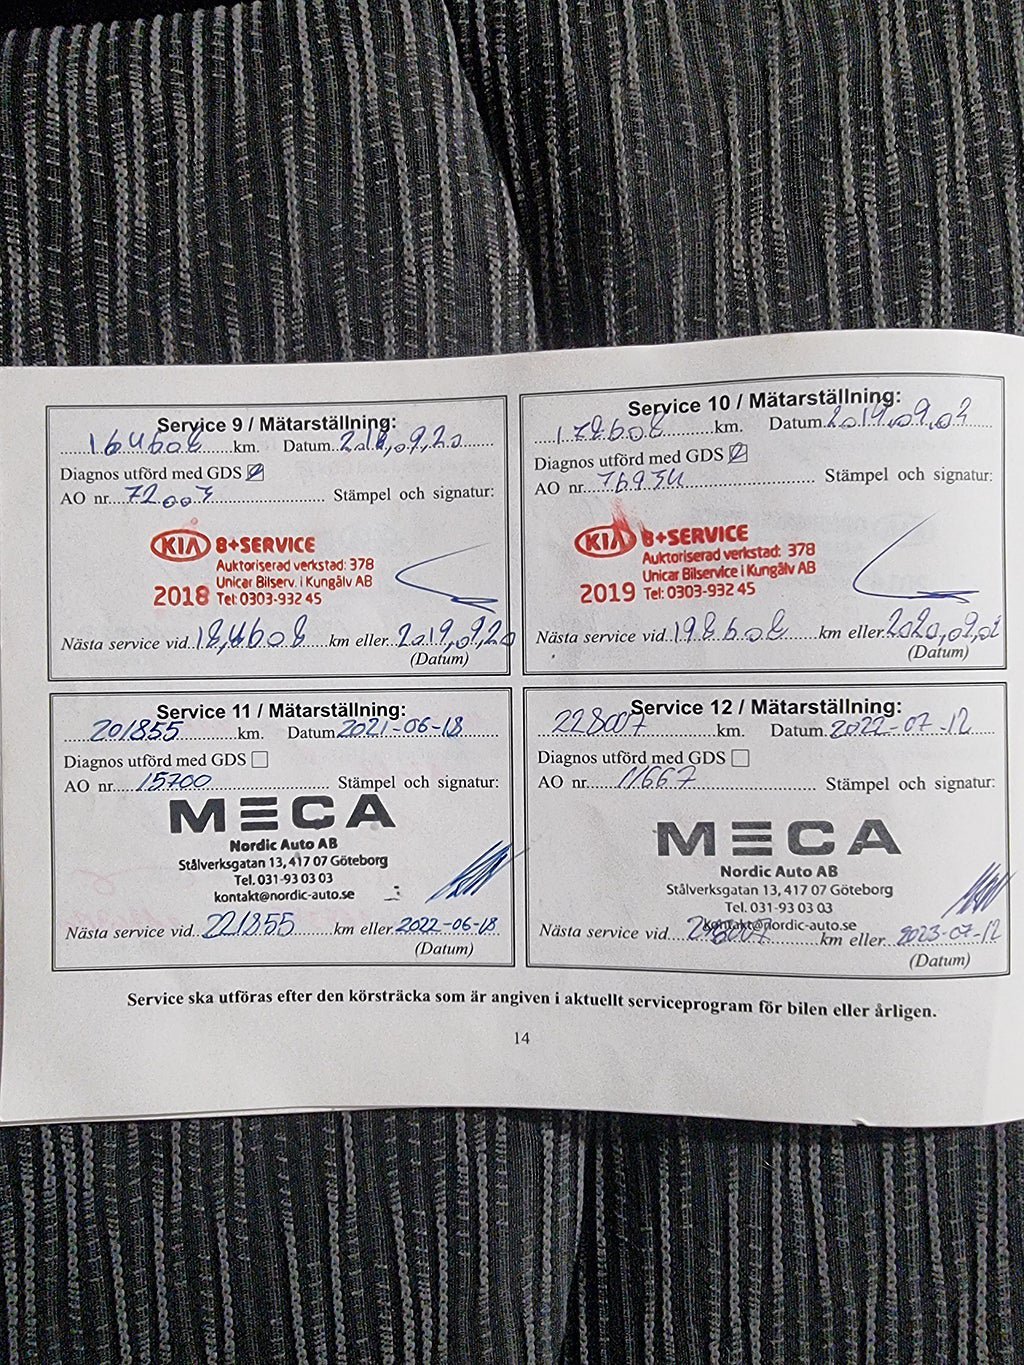 Service 9 / Mätarställning:
164608 km. Datum 2018,09,20
Diagnos utförd med GDS
AO nr. 72007 Stämpel och signatur:
KIA 8+SERVICE
Auktoriserad verkstad: 378
Unicar Bilserv. i Kungälv AB
2018 Tel: 0303-932 45
Nästa service vid 184608 km eller 2019,09,20
(Datum)
Service 10 / Mätarställning:
178608 km. Datum 2019,09,02
Diagnos utförd med GDS
AO nr. 76934 Stämpel och signatur:
KIA 8+SERVICE
Auktoriserad verkstad: 378
Unicar Bilservice i Kungälv AB
2019 Tel: 0303-932 45
Nästa service vid 198608 km eller 2020,09,02
(Datum)
Service 11 / Mätarställning:
201855 km. Datum 2021-06-18
Diagnos utförd med GDS
AO nr. 15700 Stämpel och signatur:
MECA
Nordic Auto AB
Stålverksgatan 13, 417 07 Göteborg
Tel. 031-93 03 03
kontakt@nordic-auto.se
Nästa service vid 221855 km eller 2022-06-18
(Datum)
Service 12 / Mätarställning:
228007 km. Datum 2022-07-12
Diagnos utförd med GDS
AO nr. 11667 Stämpel och signatur:
MECA
Nordic Auto AB
Stålverksgatan 13, 417 07 Göteborg
Tel. 031-93 03 03
kontakt@nordic-auto.se
Nästa service vid 248007 km eller 2023-07-12
(Datum)
Service ska utföras efter den körsträcka som är angiven i aktuellt serviceprogram för bilen eller årligen.
14